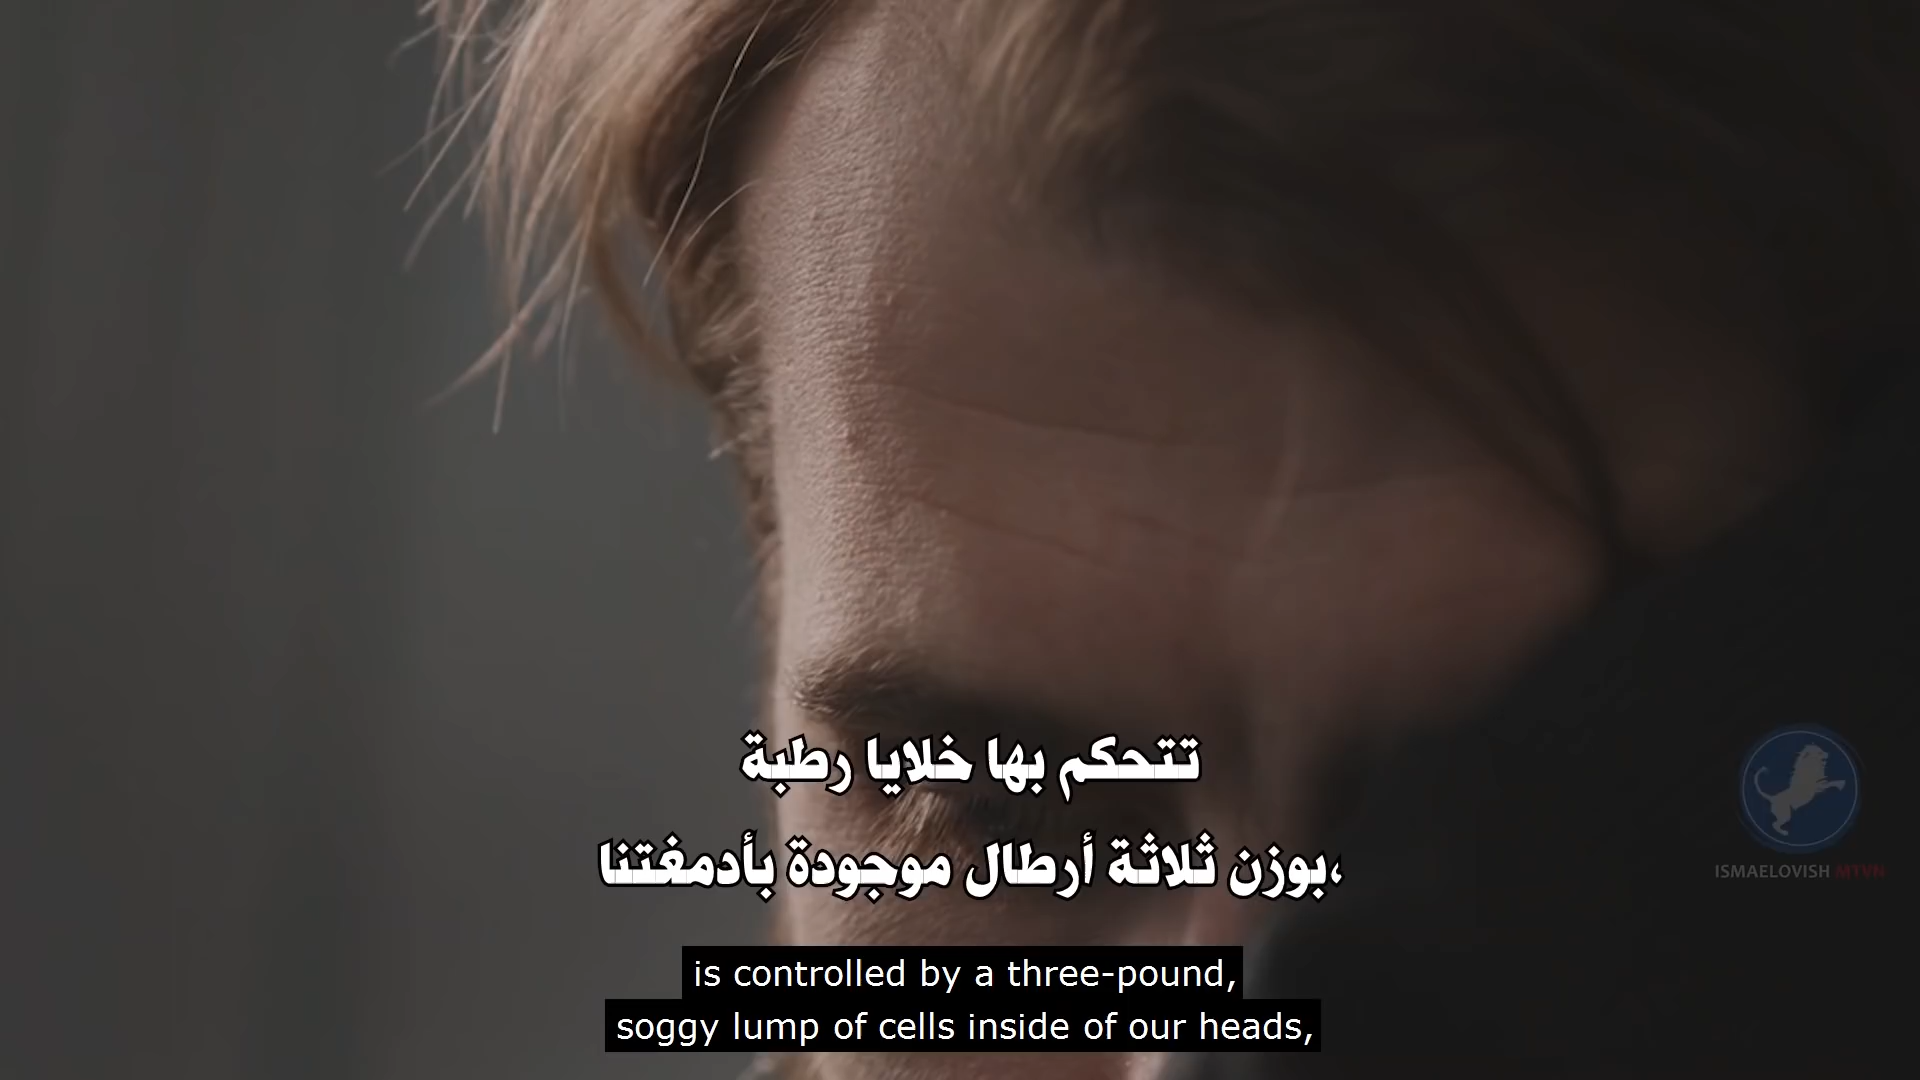 تتحكم بها خلايا رطبة
بوزن ثلاثة أرطال موجودة بأدمغتنا،
is controlled by a three-pound,
soggy lump of cells inside of our heads,
ISMAELOVISH MTVN